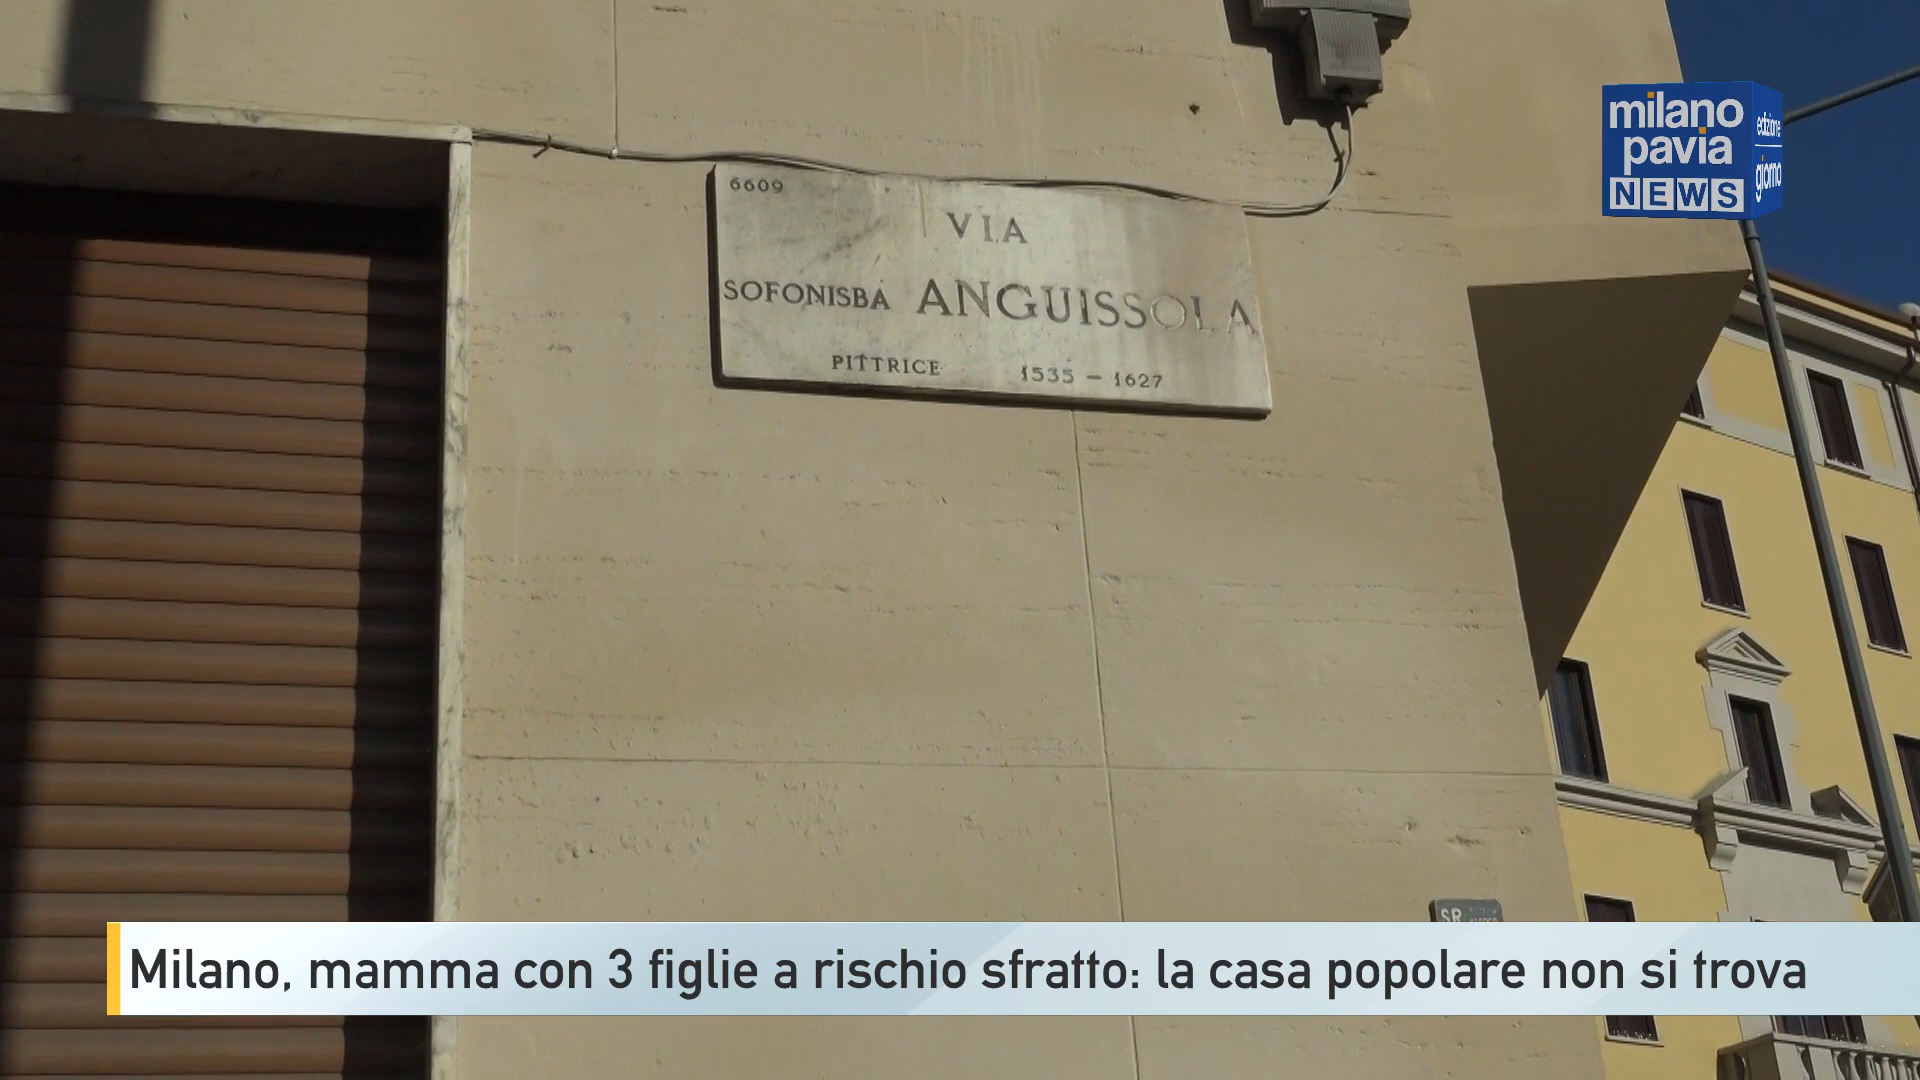 milano
pavia
NEWS
edizione
giorno
6609
VIA
SOFONISBA ANGUISSOLA
PITTRICE 1535 - 1627
SR
Milano, mamma con 3 figlie a rischio sfratto: la casa popolare non si trova